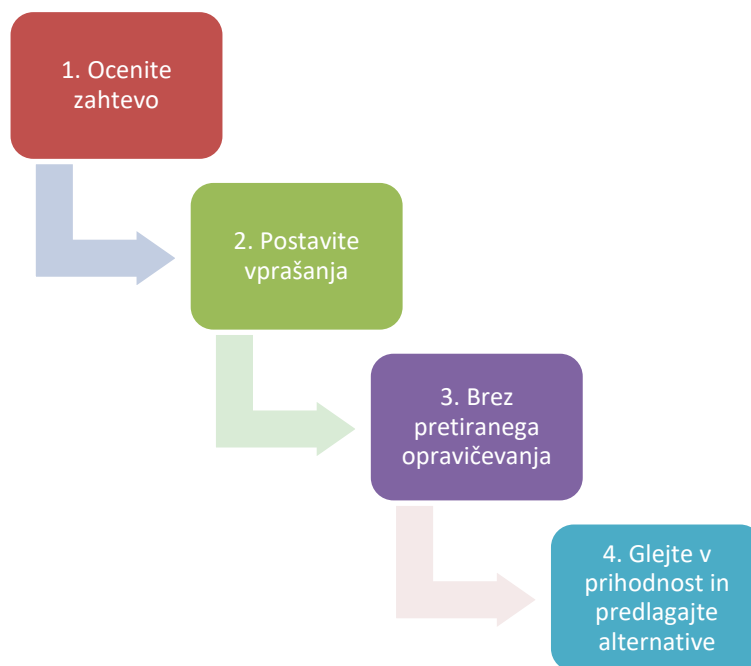 1. Ocenite
zahtevo
2. Postavite
vprašanja
3. Brez
pretiranega
opravičevanja
4. Glejte v
prihodnost in
predlagajte
alternative